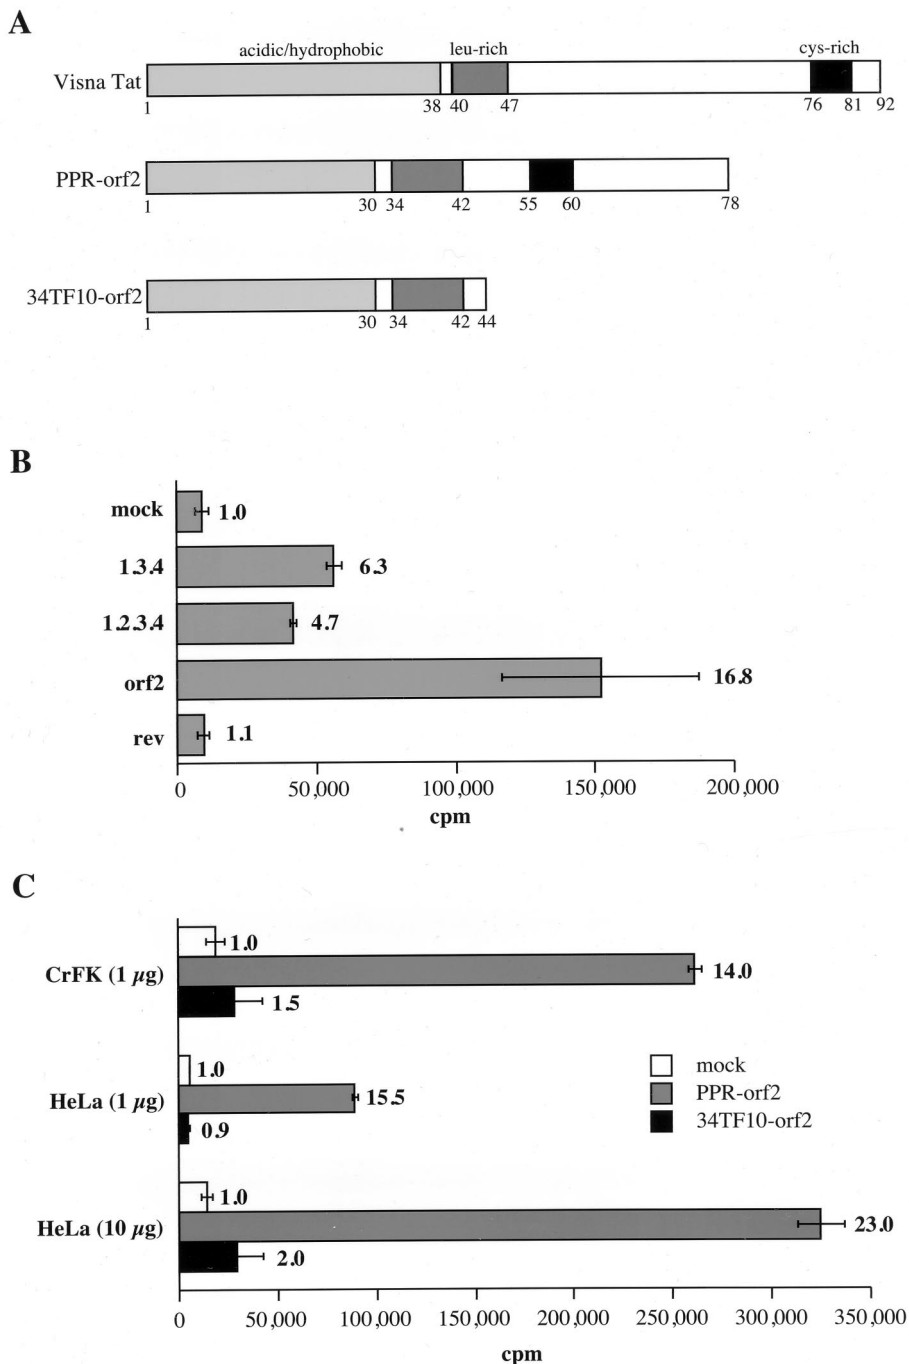 A
acidic/hydrophobic leu-rich cys-rich
Visna Tat
1 38 40 47 76 81 92
PPR-orf2
1 30 34 42 55 60 78
34TF10-orf2
1 30 34 42 44
B
mock 1.0
1.3.4 6.3
1.2.3.4 4.7
orf2 16.8
rev 1.1
0 50,000 100,000 150,000 200,000
cpm
C
1.0
CrFK (1 µg) 14.0
1.5
1.0
HeLa (1 µg) 15.5
0.9
mock
PPR-orf2
34TF10-orf2
1.0
HeLa (10 µg) 23.0
2.0
0 50,000 100,000 150,000 200,000 250,000 300,000 350,000
cpm